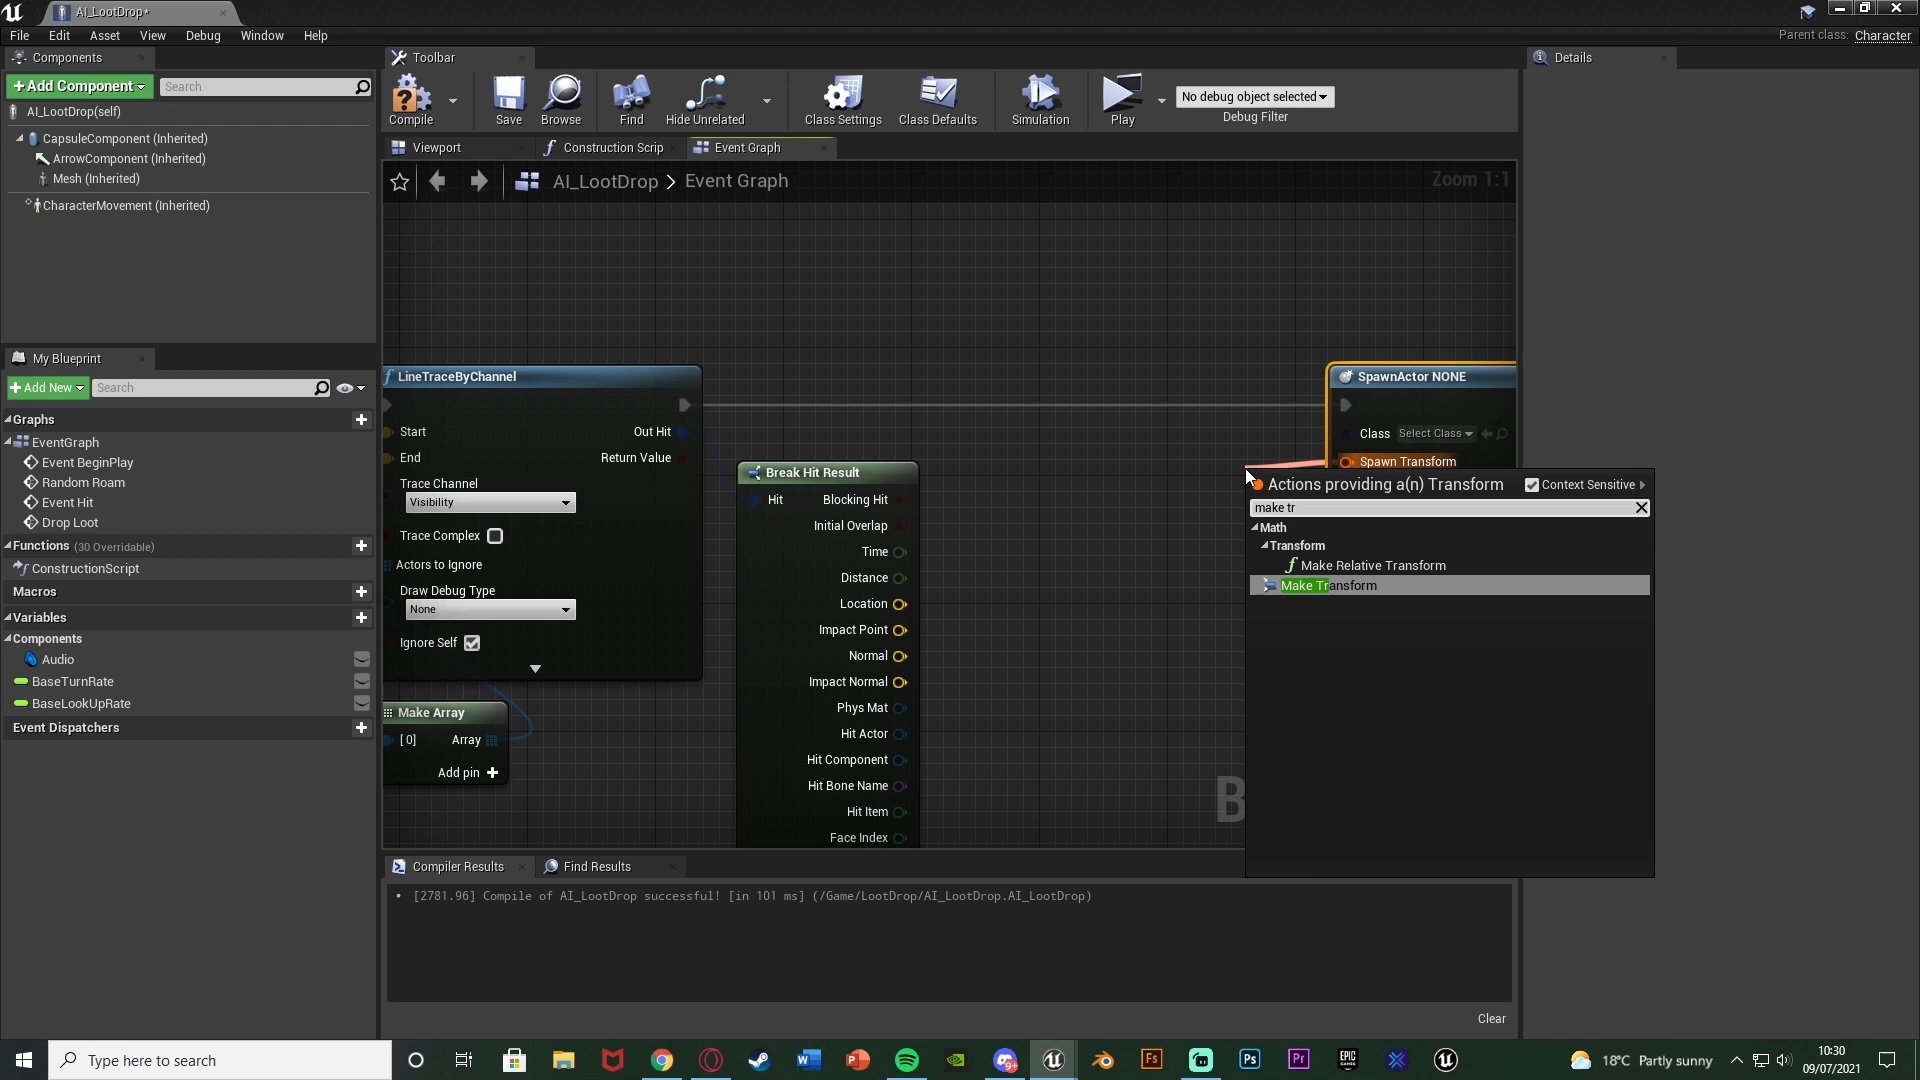 AI_LootDrop*
File Edit Asset View Debug Window Help
Parent class: Character
Components
Toolbar
Details
+Add Component
Search
AI_LootDrop(self)
CapsuleComponent (Inherited)
ArrowComponent (Inherited)
Mesh (Inherited)
CharacterMovement (Inherited)
Compile
Save
Browse
Find
Hide Unrelated
Class Settings
Class Defaults
Simulation
Play
No debug object selected
Debug Filter
Viewport
Construction Scrip
Event Graph
AI_LootDrop > Event Graph
Zoom 1:1
My Blueprint
+Add New
Search
Graphs
EventGraph
Event BeginPlay
Random Roam
Event Hit
Drop Loot
Functions (30 Overridable)
ConstructionScript
Macros
Variables
Components
Audio
BaseTurnRate
BaseLookUpRate
Event Dispatchers
LineTraceByChannel
Start
Out Hit
End
Return Value
Trace Channel
Visibility
Trace Complex
Actors to Ignore
Draw Debug Type
None
Ignore Self
Make Array
[0] Array
Add pin +
Break Hit Result
Hit
Blocking Hit
Initial Overlap
Time
Distance
Location
Impact Point
Normal
Impact Normal
Phys Mat
Hit Actor
Hit Component
Hit Bone Name
Hit Item
Face Index
SpawnActor NONE
Class Select Class
Spawn Transform
Actions providing a(n) Transform
Context Sensitive
make tr
Math
Transform
Make Relative Transform
Make Transform
B
Compiler Results
Find Results
[2781.96] Compile of AI_LootDrop successful! [in 101 ms] (/Game/LootDrop/AI_LootDrop.AI_LootDrop)
Clear
Type here to search
W
P
9+
Fs
Ps
Pr
EPIC GAMES
18°C Partly sunny
10:30
09/07/2021